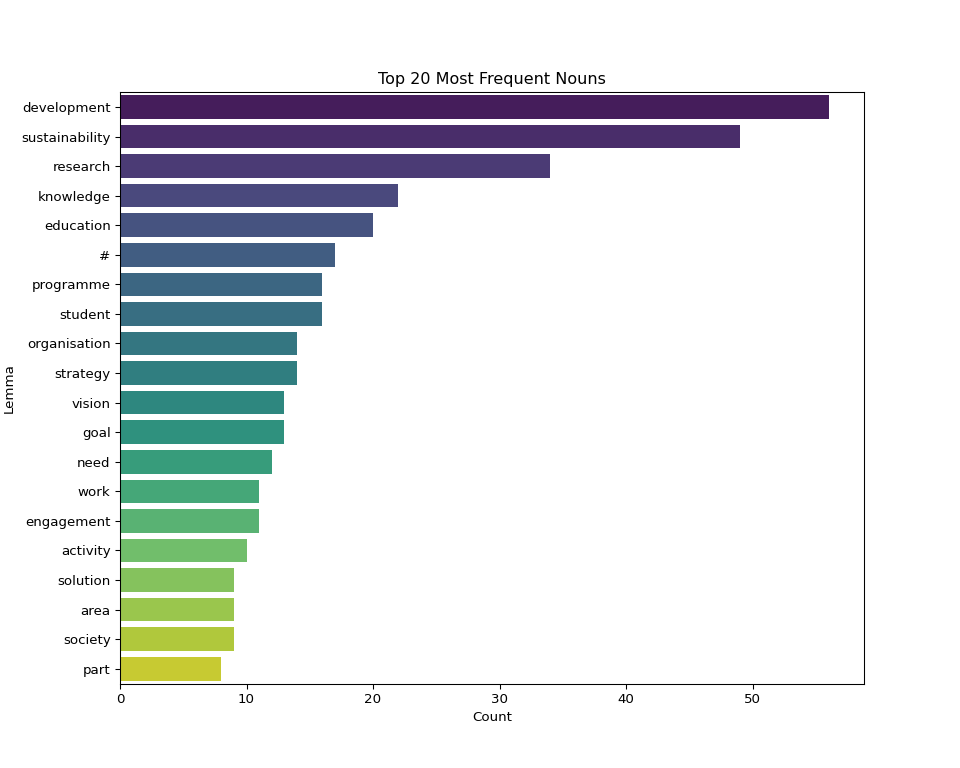 Top 20 Most Frequent Nouns
development
sustainability
research
knowledge
education
#
programme
student
organisation
strategy
vision
goal
need
work
engagement
activity
solution
area
society
part
Lemma
0 10 20 30 40 50
Count